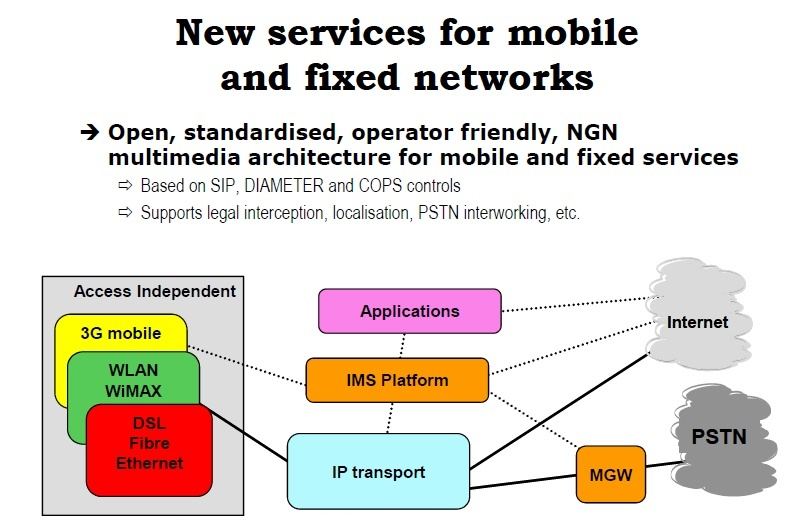 New services for mobile
and fixed networks
➔ Open, standardised, operator friendly, NGN
multimedia architecture for mobile and fixed services
⇨ Based on SIP, DIAMETER and COPS controls
⇨ Supports legal interception, localisation, PSTN interworking, etc.
Access Independent
3G mobile
WLAN
WiMAX
DSL
Fibre
Ethernet
Applications
IMS Platform
IP transport
MGW
Internet
PSTN